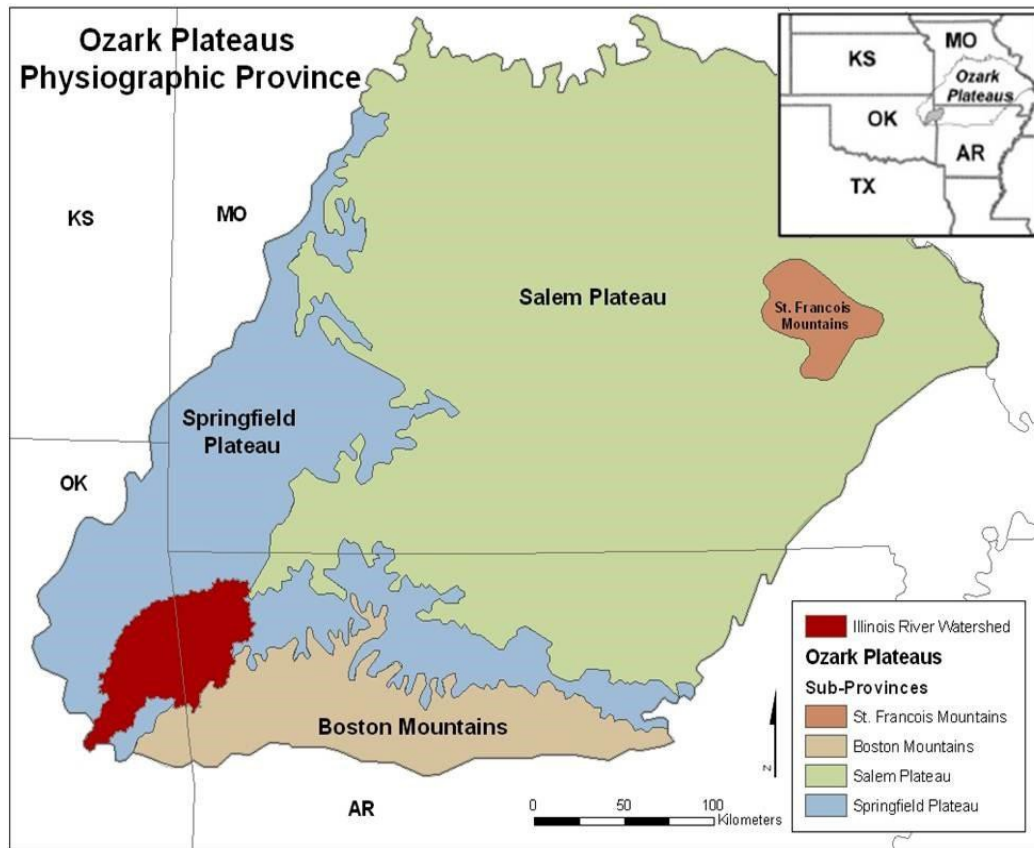 Ozark Plateaus
Physiographic Province
KS
MO
Ozark
Plateaus
OK
AR
TX
KS
MO
Salem Plateau
St. Francois
Mountains
Springfield
Plateau
OK
Boston Mountains
AR
0 50 100
Kilometers
z
Illinois River Watershed
Ozark Plateaus
Sub-Provinces
St. Francois Mountains
Boston Mountains
Salem Plateau
Springfield Plateau